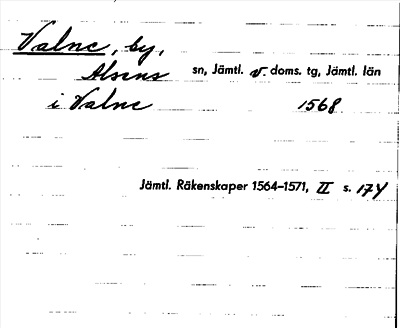 Valne, by,
Alsens sn, Jämtl. v. doms. tg, Jämtl. län
i Valne 1568
Jämtl. Räkenskaper 1564–1571, II s. 174